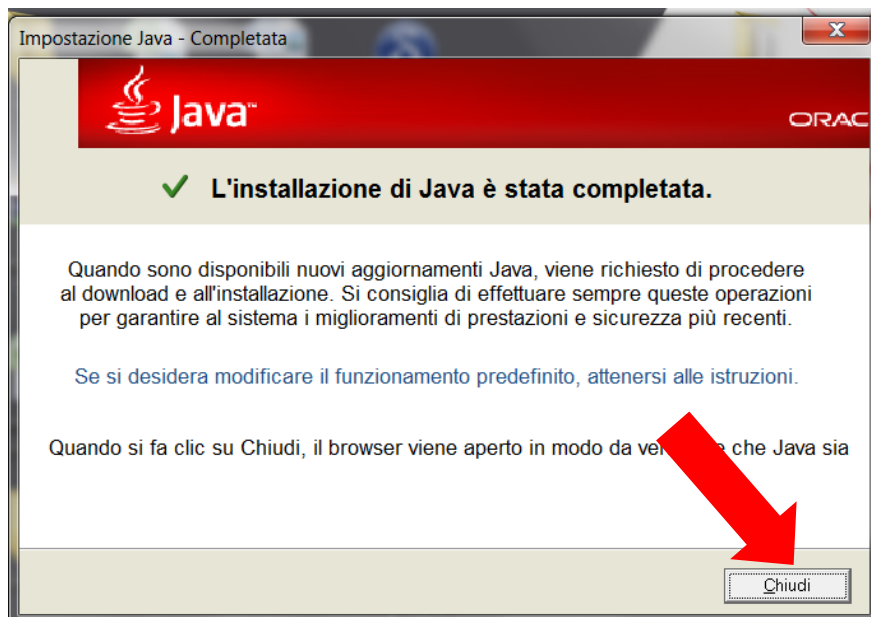 Impostazione Java - Completata
Java™
ORAC
L'installazione di Java è stata completata.
Quando sono disponibili nuovi aggiornamenti Java, viene richiesto di procedere
al download e all'installazione. Si consiglia di effettuare sempre queste operazioni
per garantire al sistema i miglioramenti di prestazioni e sicurezza più recenti.
Se si desidera modificare il funzionamento predefinito, attenersi alle istruzioni.
Quando si fa clic su Chiudi, il browser viene aperto in modo da che Java sia
Chiudi